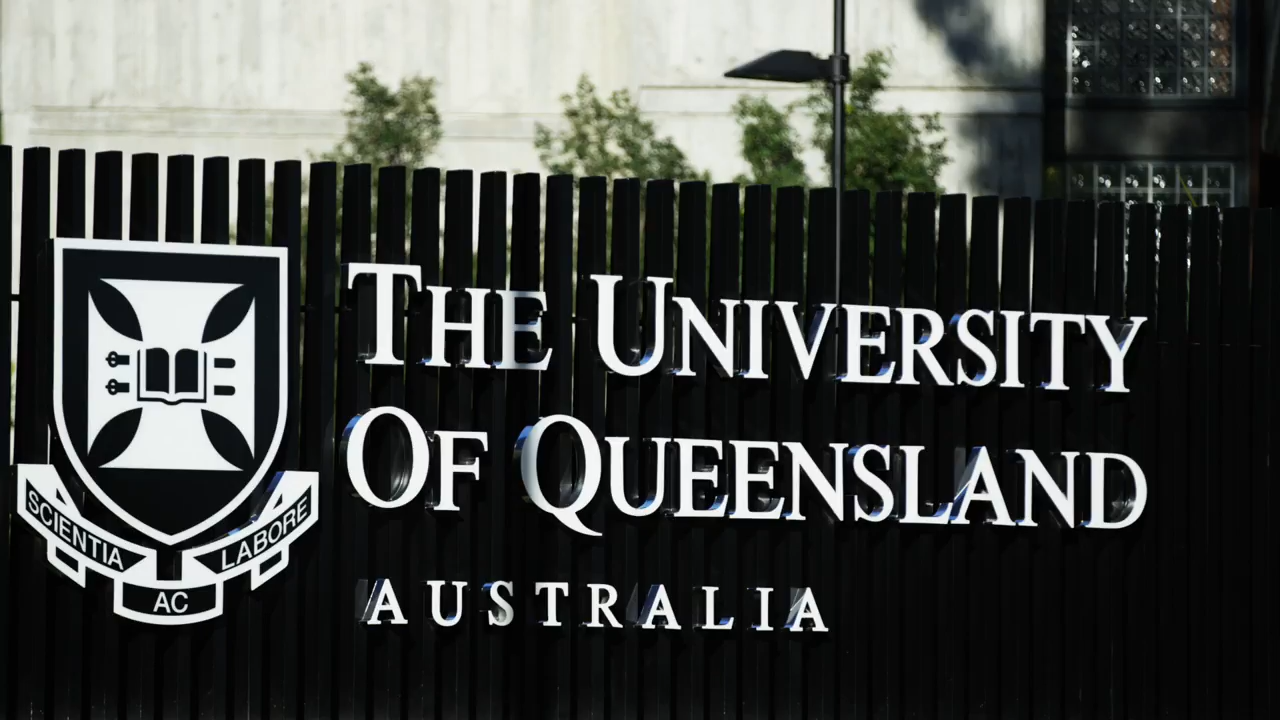 THE UNIVERSITY
OF QUEENSLAND
AUSTRALIA
SCIENTIA
AC
LABORE